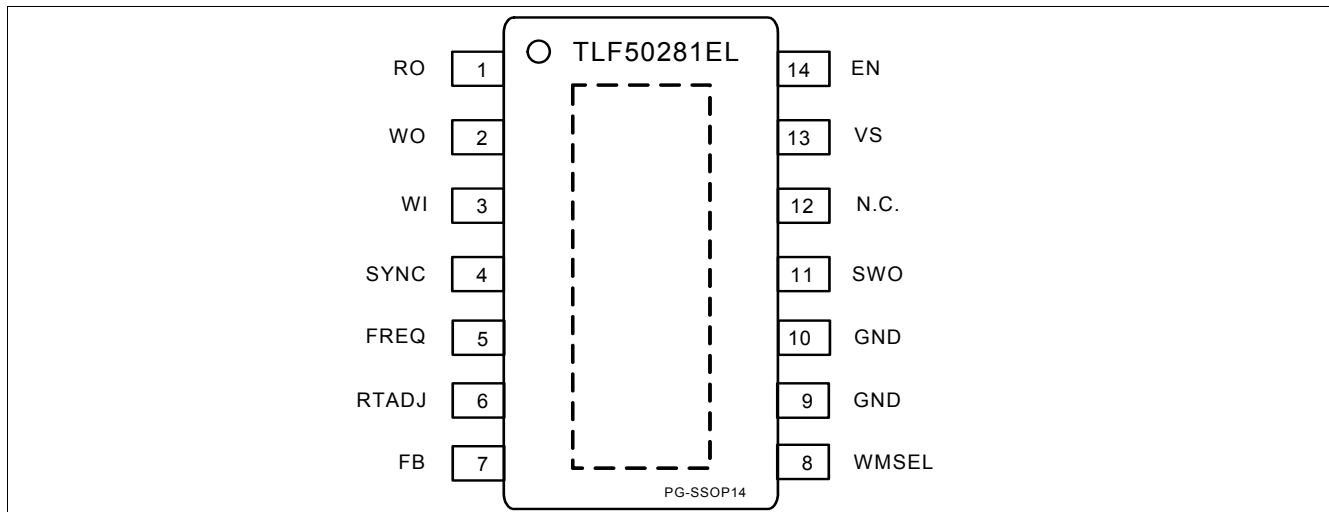 TLF50281EL
RO 1 14 EN
WO 2 13 VS
WI 3 12 N.C.
SYNC 4 11 SWO
FREQ 5 10 GND
RTADJ 6 9 GND
FB 7 8 WMSEL
PG-SSOP14